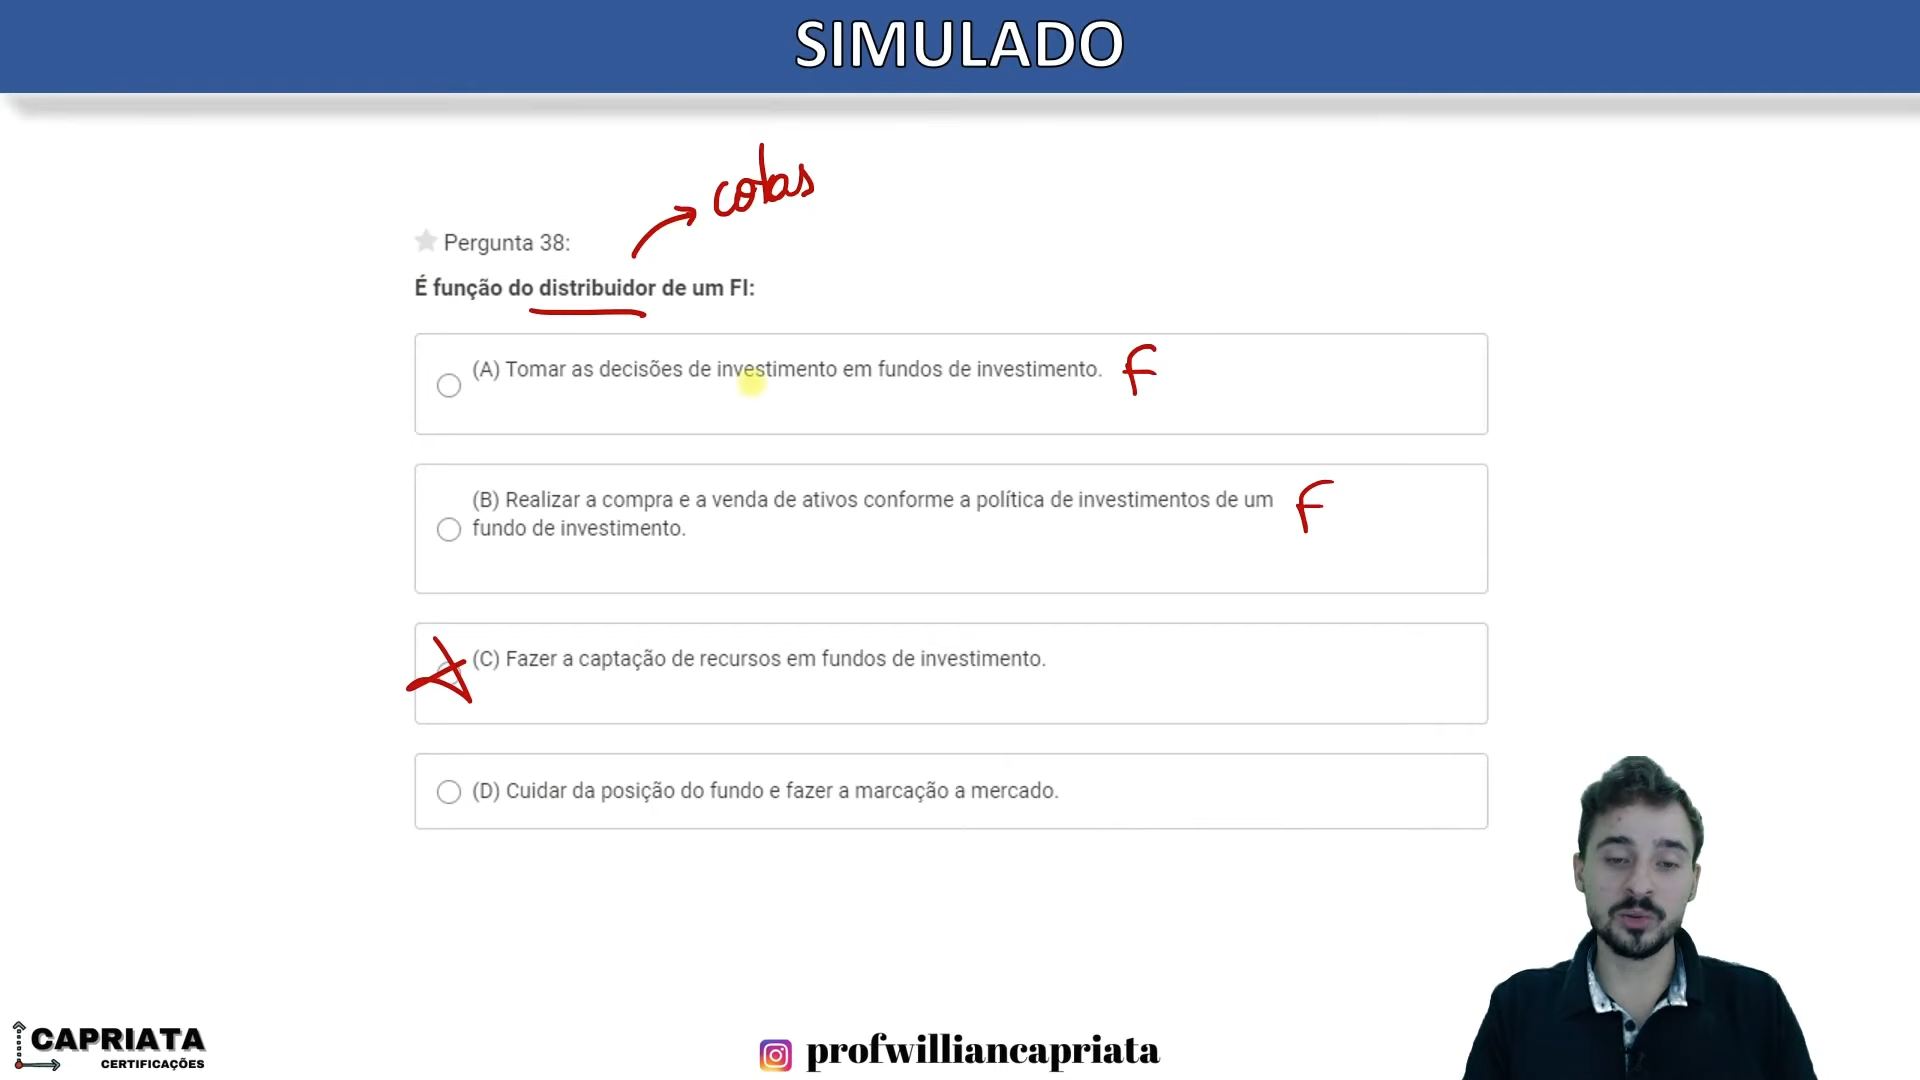 SIMULADO
cotas
Pergunta 38:
É função do distribuidor de um FI:
(A) Tomar as decisões de investimento em fundos de investimento. F
(B) Realizar a compra e a venda de ativos conforme a política de investimentos de um F
fundo de investimento.
(C) Fazer a captação de recursos em fundos de investimento.
(D) Cuidar da posição do fundo e fazer a marcação a mercado.
CAPRIATA
CERTIFICAÇÕES
profwilliancapriata